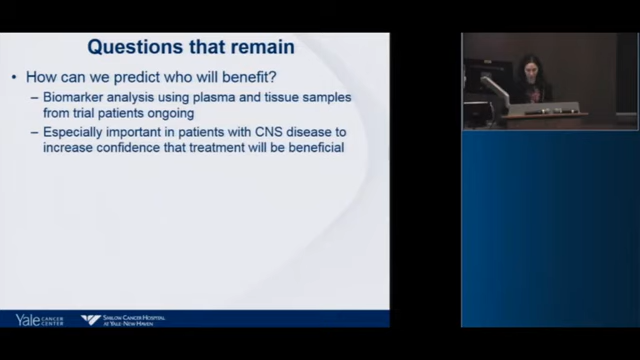 Questions that remain
• How can we predict who will benefit?
– Biomarker analysis using plasma and tissue samples
from trial patients ongoing
– Especially important in patients with CNS disease to
increase confidence that treatment will be beneficial
Yale CANCER
CENTER
SMILOW CANCER HOSPITAL
AT YALE-NEW HAVEN